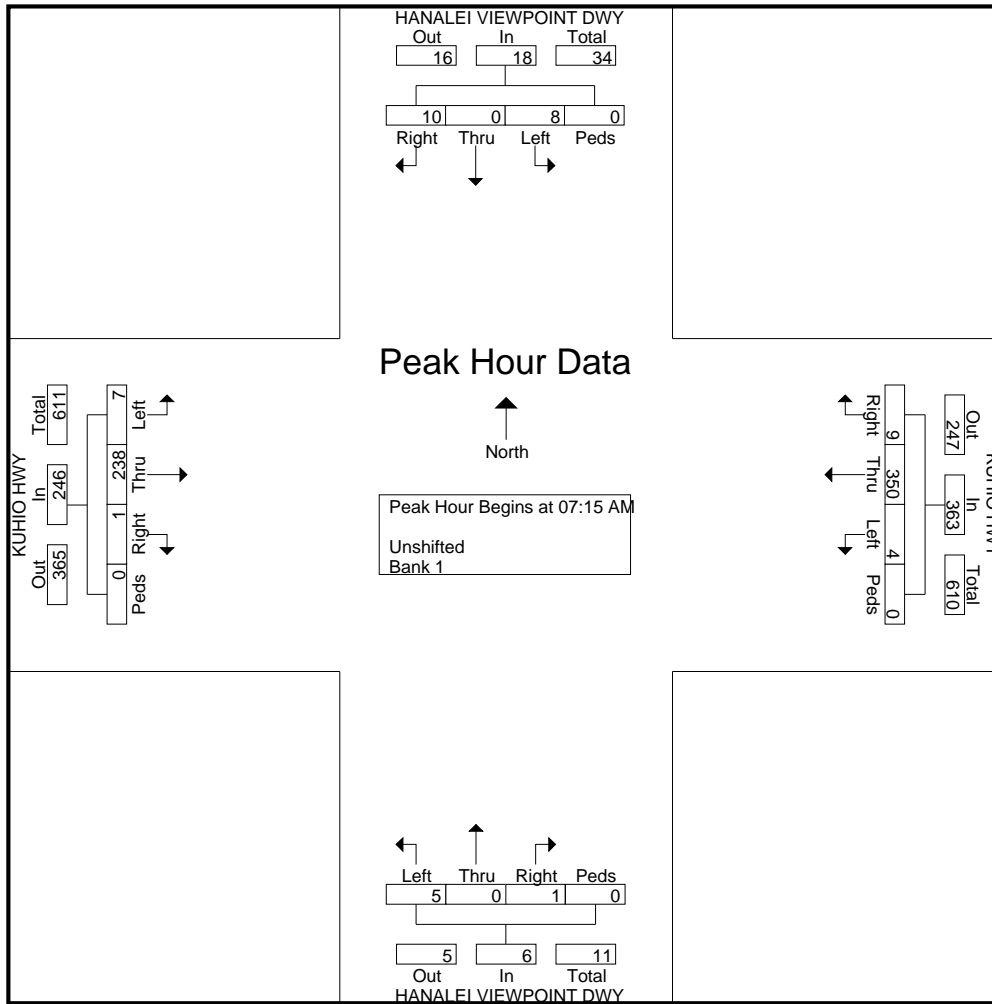 HANALEI VIEWPOINT DWY
Out In Total
16 18 34
10 0 8 0
Right Thru Left Peds
Peak Hour Data
North
Peak Hour Begins at 07:15 AM
Unshifted
Bank 1
KUHIO HWY
Total In Out
611 246 365
7 238 1 0
Left Thru Right Peds
Right Thru Left Peds
9 350 4 0
Out In Total
247 363 610
KUHIO HWY
Left Thru Right Peds
5 0 1 0
5 6 11
Out In Total
HANALEI VIEWPOINT DWY